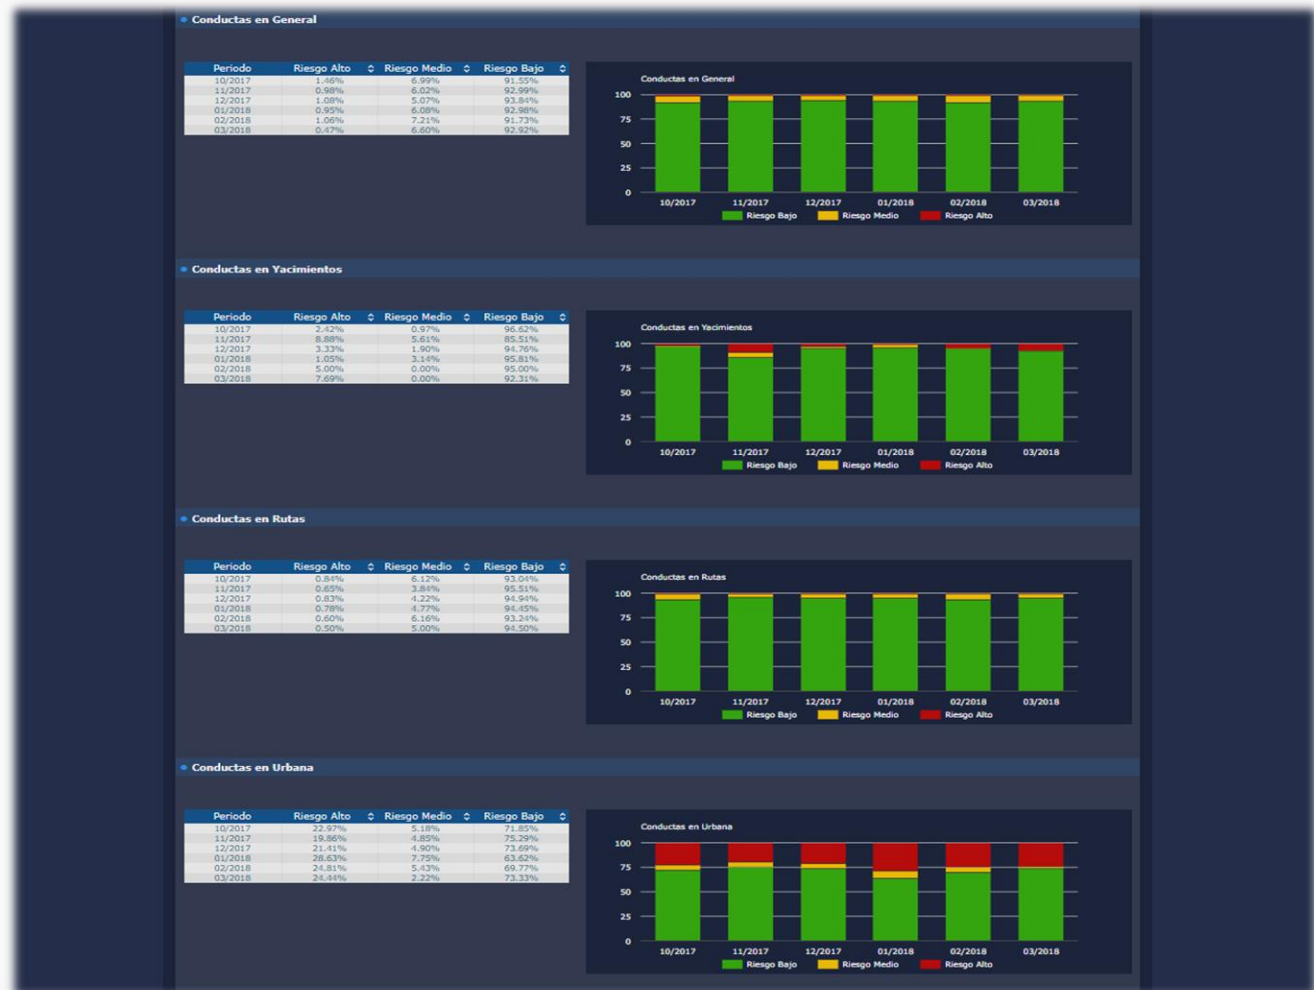 Conductas en General
Periodo Riesgo Alto Riesgo Medio Riesgo Bajo
10/2017 1.46% 6.99% 91.55%
11/2017 0.98% 6.02% 92.99%
12/2017 1.08% 5.07% 93.84%
01/2018 0.95% 6.08% 92.98%
02/2018 1.06% 7.21% 91.73%
03/2018 0.47% 6.60% 92.92%
Conductas en General
100
75
50
25
0
10/2017 11/2017 12/2017 01/2018 02/2018 03/2018
Riesgo Bajo Riesgo Medio Riesgo Alto
Conductas en Yacimientos
Periodo Riesgo Alto Riesgo Medio Riesgo Bajo
10/2017 2.42% 0.97% 96.62%
11/2017 8.88% 5.61% 85.51%
12/2017 3.33% 1.90% 94.76%
01/2018 1.05% 3.14% 95.81%
02/2018 5.00% 0.00% 95.00%
03/2018 7.69% 0.00% 92.31%
Conductas en Yacimientos
100
75
50
25
0
10/2017 11/2017 12/2017 01/2018 02/2018 03/2018
Riesgo Bajo Riesgo Medio Riesgo Alto
Conductas en Rutas
Periodo Riesgo Alto Riesgo Medio Riesgo Bajo
10/2017 0.84% 6.12% 93.04%
11/2017 0.65% 3.84% 95.51%
12/2017 0.83% 4.22% 94.94%
01/2018 0.78% 4.77% 94.45%
02/2018 0.60% 6.16% 93.24%
03/2018 0.50% 5.00% 94.50%
Conductas en Rutas
100
75
50
25
0
10/2017 11/2017 12/2017 01/2018 02/2018 03/2018
Riesgo Bajo Riesgo Medio Riesgo Alto
Conductas en Urbana
Periodo Riesgo Alto Riesgo Medio Riesgo Bajo
10/2017 22.97% 5.18% 71.85%
11/2017 19.86% 4.85% 75.29%
12/2017 21.41% 4.90% 73.69%
01/2018 28.63% 7.75% 63.62%
02/2018 24.81% 5.43% 69.77%
03/2018 24.44% 2.22% 73.33%
Conductas en Urbana
100
75
50
25
0
10/2017 11/2017 12/2017 01/2018 02/2018 03/2018
Riesgo Bajo Riesgo Medio Riesgo Alto